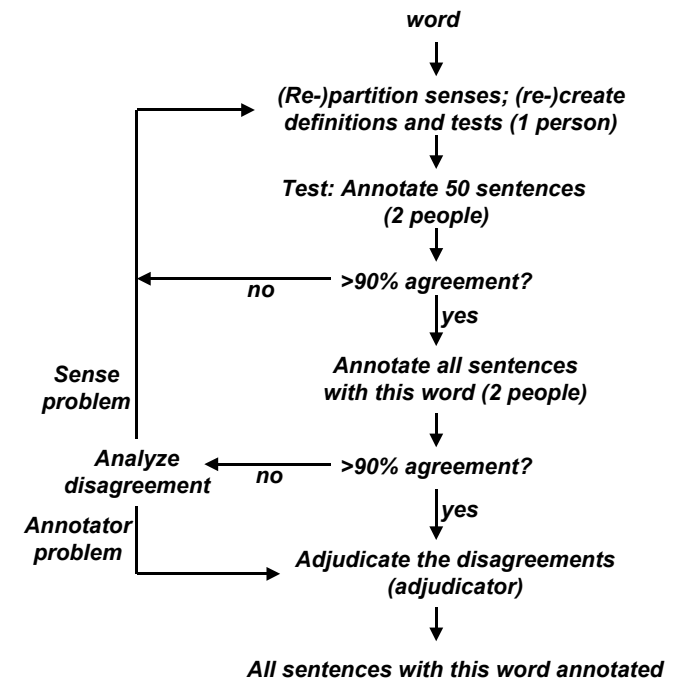 word
(Re-)partition senses; (re-)create
definitions and tests (1 person)
Test: Annotate 50 sentences
(2 people)
>90% agreement?
no
yes
Annotate all sentences
with this word (2 people)
Sense
problem
>90% agreement?
no
Analyze
disagreement
yes
Annotator
problem
Adjudicate the disagreements
(adjudicator)
All sentences with this word annotated